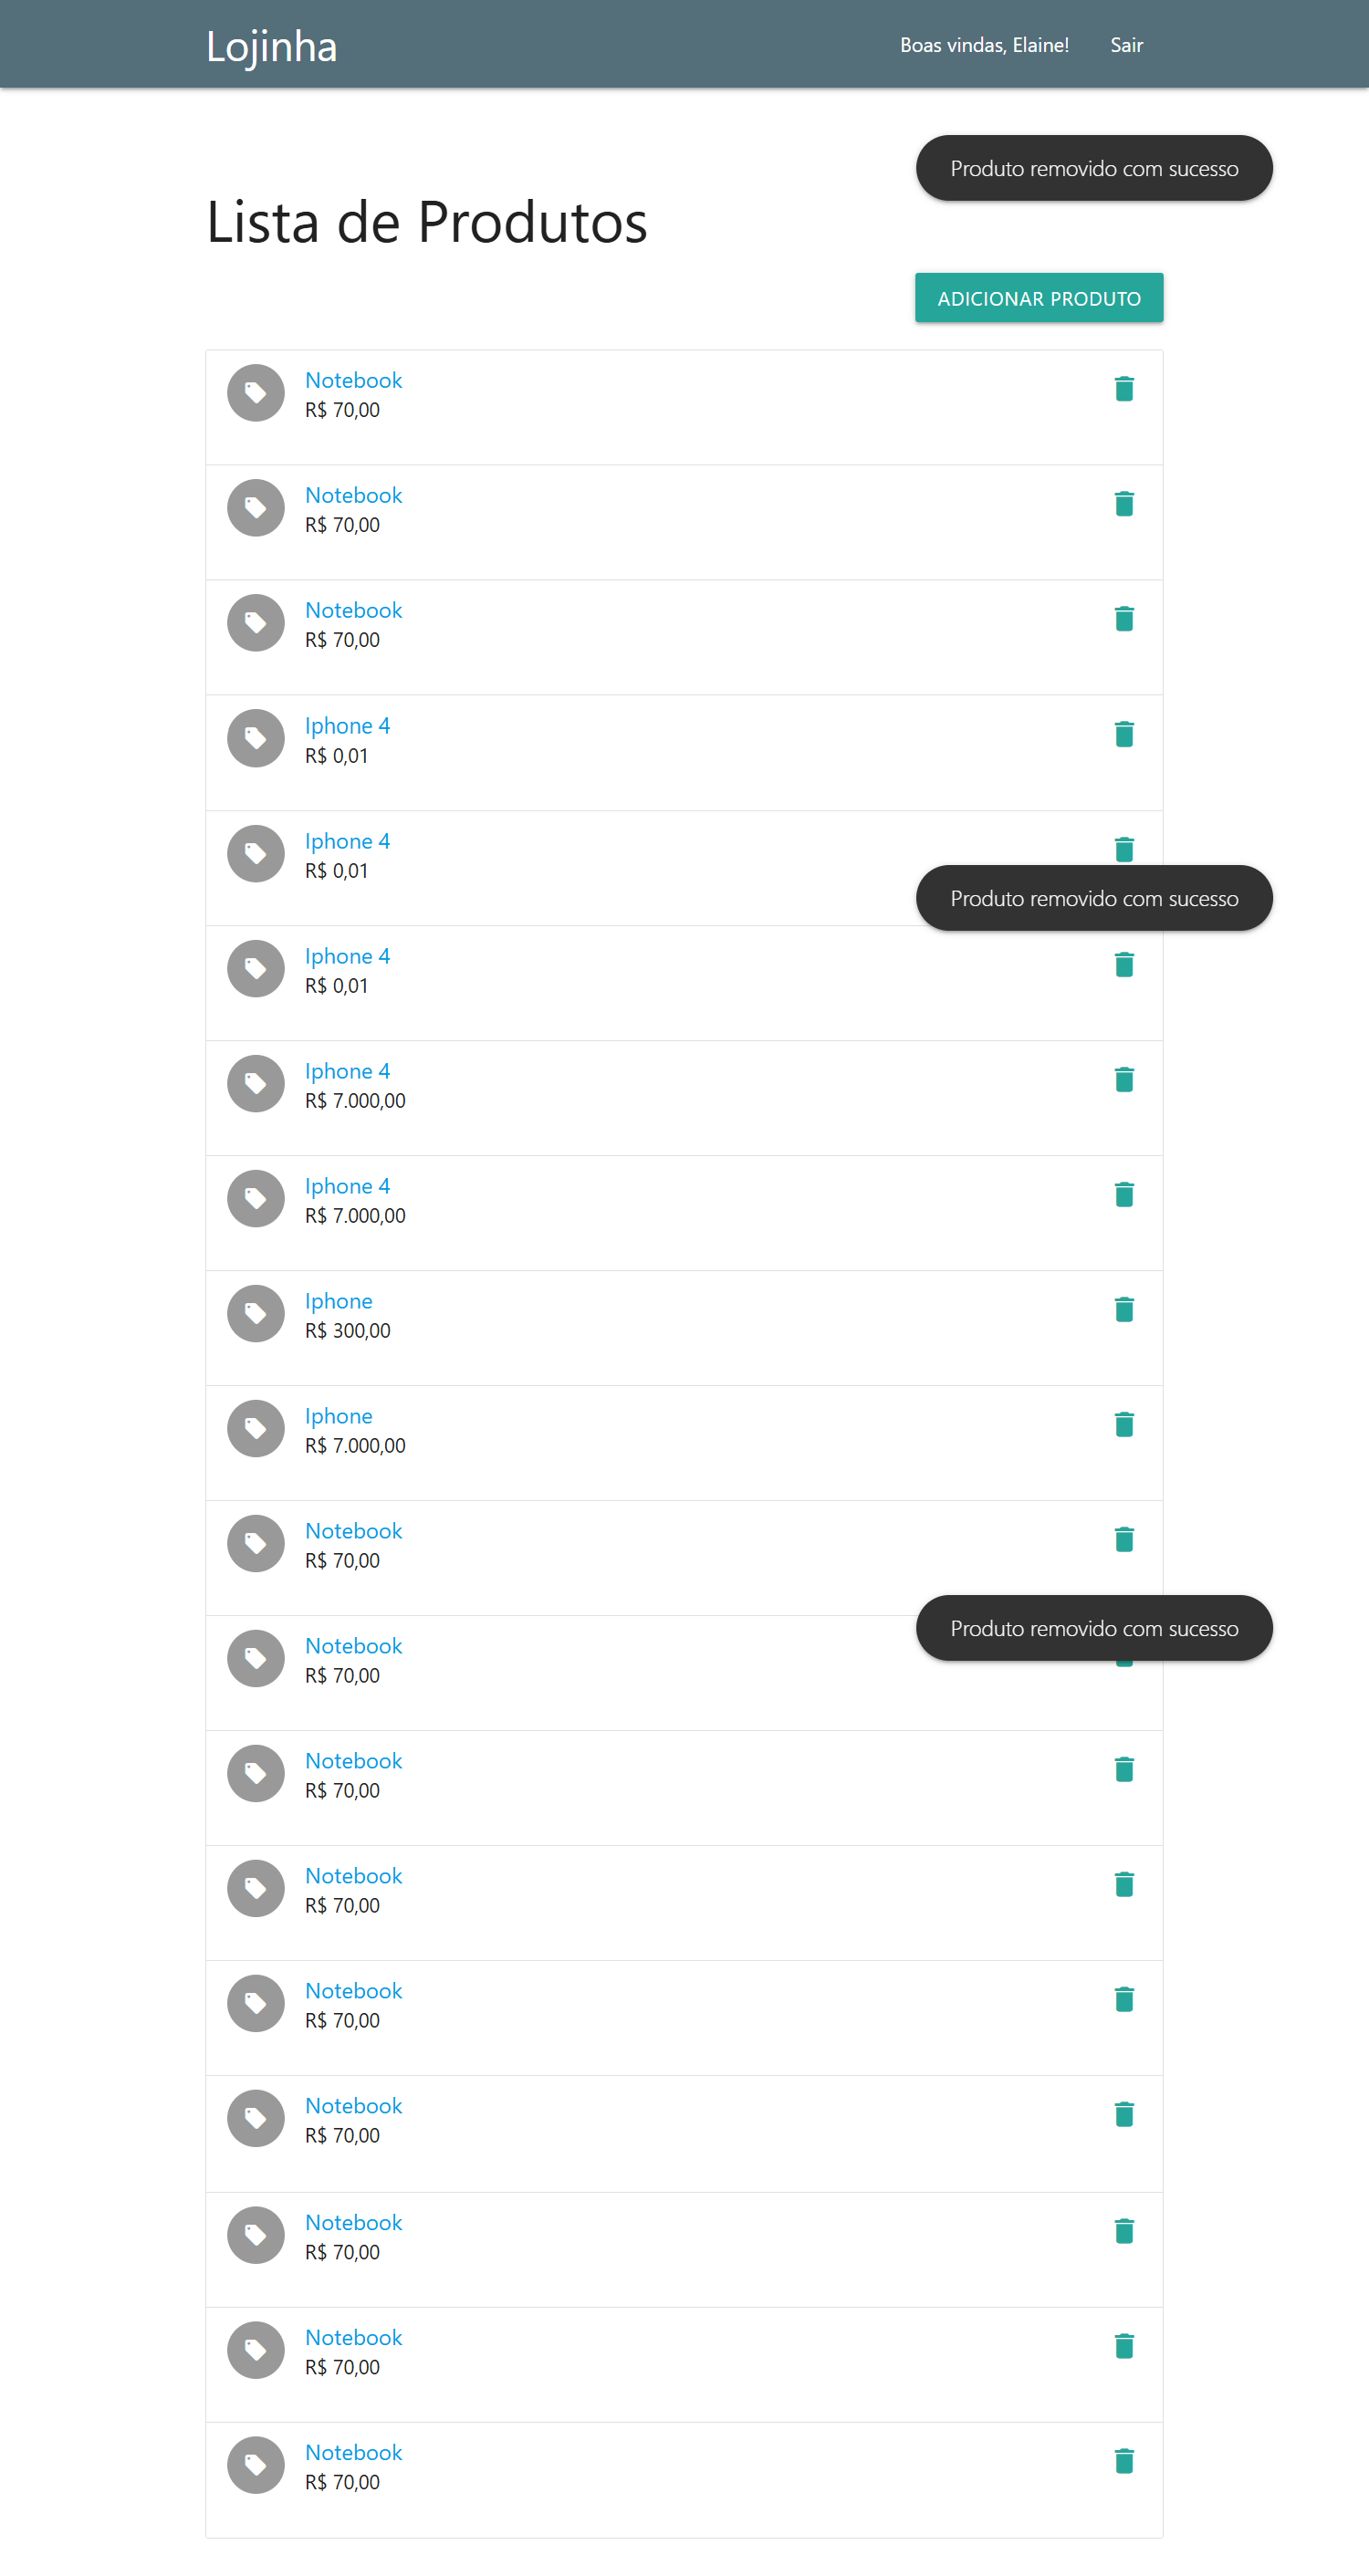 Lojinha
Boas vindas, Elaine!
Sair
Produto removido com sucesso
Lista de Produtos
ADICIONAR PRODUTO
Notebook
R$ 70,00
Notebook
R$ 70,00
Notebook
R$ 70,00
Iphone 4
R$ 0,01
Iphone 4
R$ 0,01
Produto removido com sucesso
Iphone 4
R$ 0,01
Iphone 4
R$ 7.000,00
Iphone 4
R$ 7.000,00
Iphone
R$ 300,00
Iphone
R$ 7.000,00
Notebook
R$ 70,00
Produto removido com sucesso
Notebook
R$ 70,00
Notebook
R$ 70,00
Notebook
R$ 70,00
Notebook
R$ 70,00
Notebook
R$ 70,00
Notebook
R$ 70,00
Notebook
R$ 70,00
Notebook
R$ 70,00